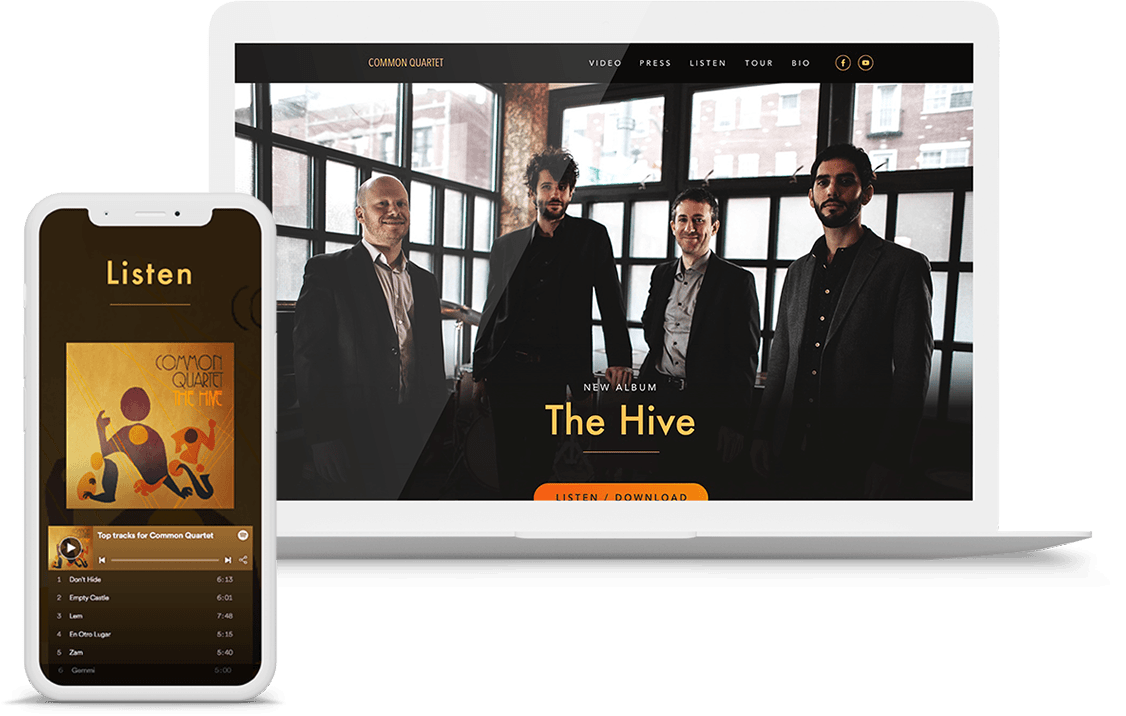 COMMON QUARTET
VIDEO PRESS LISTEN TOUR BIO
NEW ALBUM
The Hive
LISTEN / DOWNLOAD
Listen
COMMON
QUARTET
THE HIVE
Top tracks for Common Quartet
1 Don't Hide 6:13
2 Empty Castle 6:01
3 Lem 7:48
4 En Otro Lugar 5:15
5 Zam 5:40
6 Gemmi 5:00